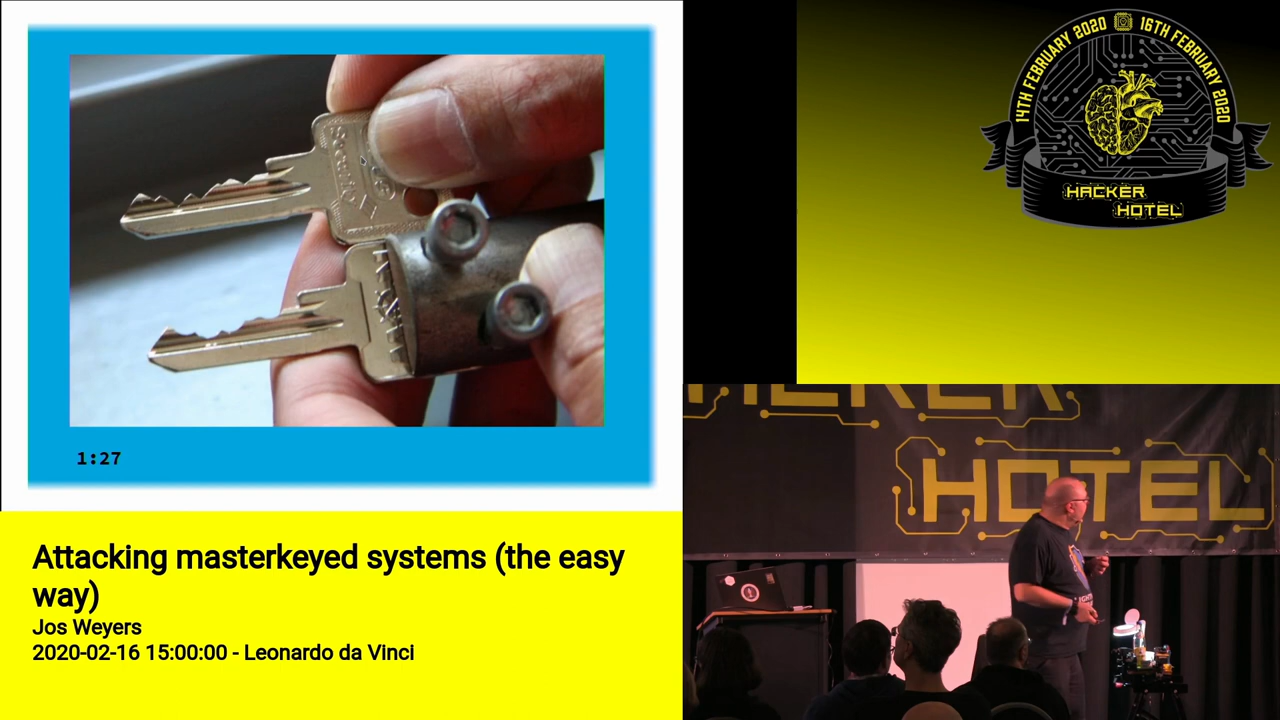 1:27
Attacking masterkeyed systems (the easy
way)
Jos Weyers
2020-02-16 15:00:00 - Leonardo da Vinci
14TH FEBRUARY 2020 16TH FEBRUARY 2020
HACKER
HOTEL
HACKER
HOTEL